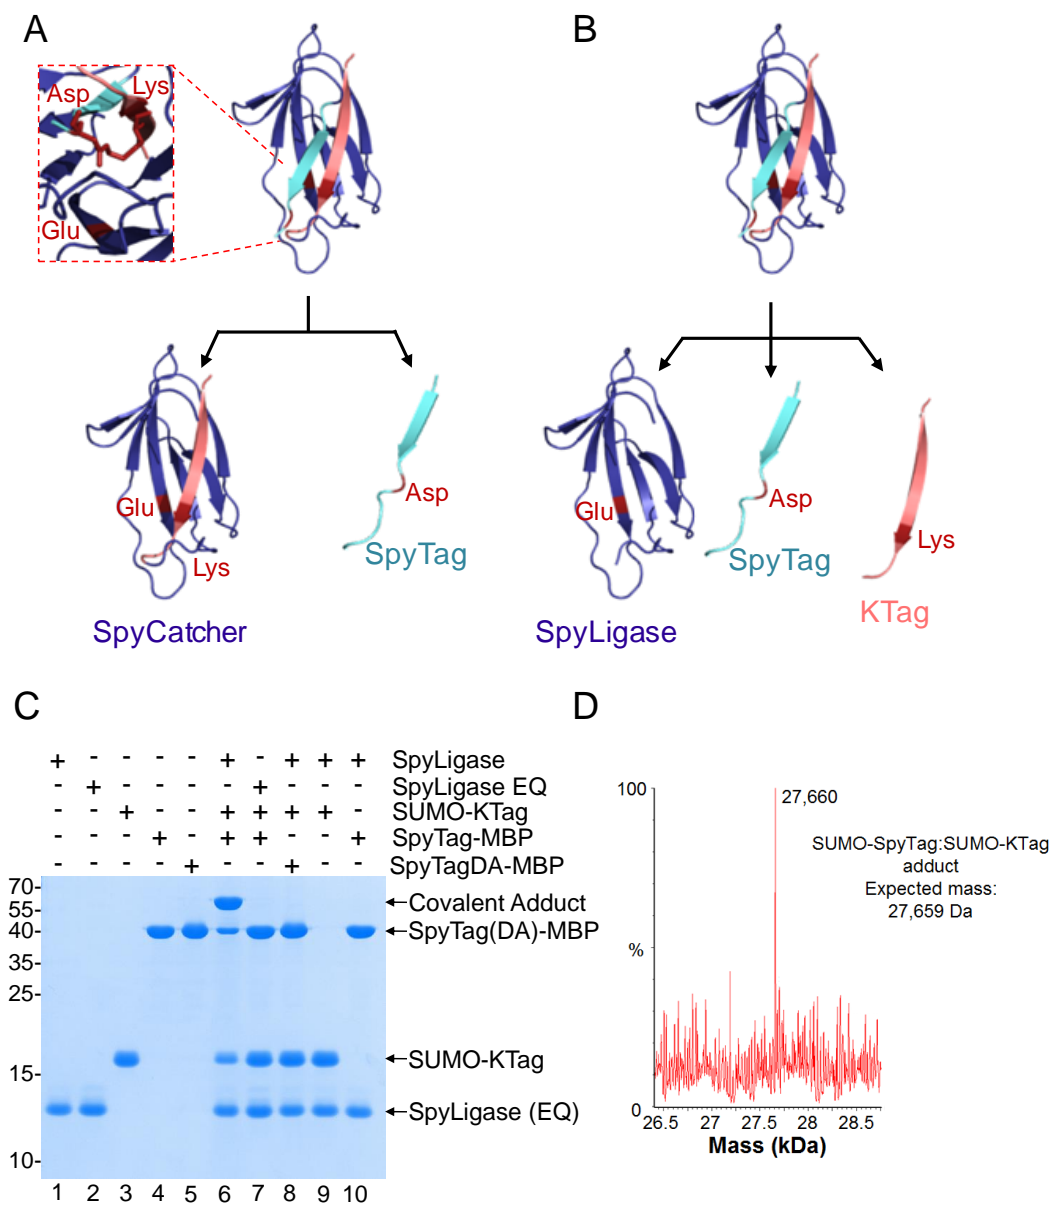 A
B
Asp Lys
Glu
Glu
Lys
Asp
SpyTag
SpyCatcher
Glu
Asp
SpyTag
Lys
KTag
SpyLigase
C
D
+ - - - - + - + + + SpyLigase
- + - - - - + - - - SpyLigase EQ
- - + - - + + + + - SUMO-KTag
- - - + - + + - - + SpyTag-MBP
- - - - + - - + - - SpyTagDA-MBP
70-
55-
40-
35-
25-
15-
10-
Covalent Adduct
SpyTag(DA)-MBP
SUMO-KTag
SpyLigase (EQ)
1 2 3 4 5 6 7 8 9 10
100
%
0
27,660
SUMO-SpyTag:SUMO-KTag
adduct
Expected mass:
27,659 Da
26.5 27 27.5 28 28.5
Mass (kDa)